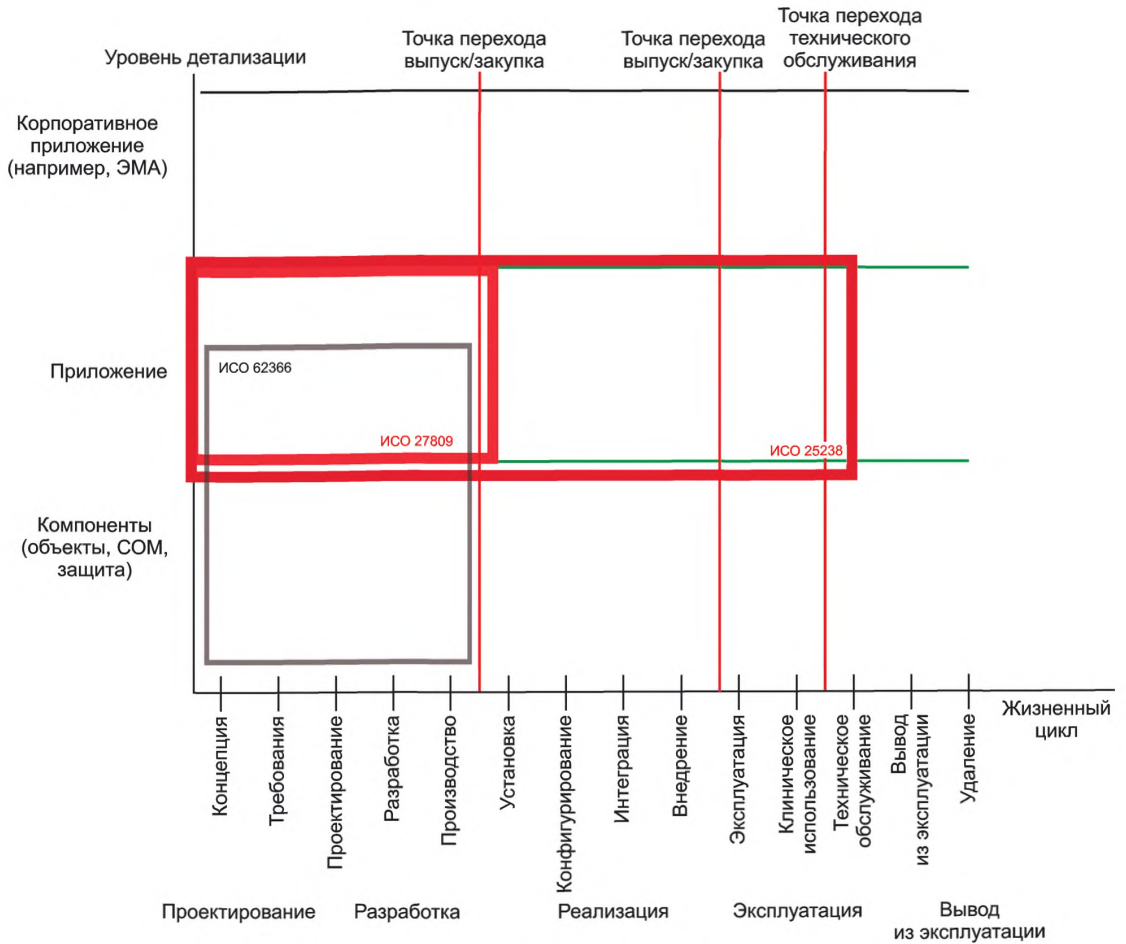 Уровень детализации
Точка перехода
выпуск/закупка
Точка перехода
выпуск/закупка
Точка перехода
технического
обслуживания
Корпоративное
приложение
(например, ЭМА)
Приложение
ИСО 62366
ИСО 27809
ИСО 25238
Компоненты
(объекты, COM,
защита)
Концепция
Требования
Проектирование
Разработка
Производство
Установка
Конфигурирование
Интеграция
Внедрение
Эксплуатация
Клиническое
использование
Техническое
обслуживание
Вывод
из эксплуатации
Удаление
Жизненный
цикл
Проектирование
Разработка
Реализация
Эксплуатация
Вывод
из эксплуатации